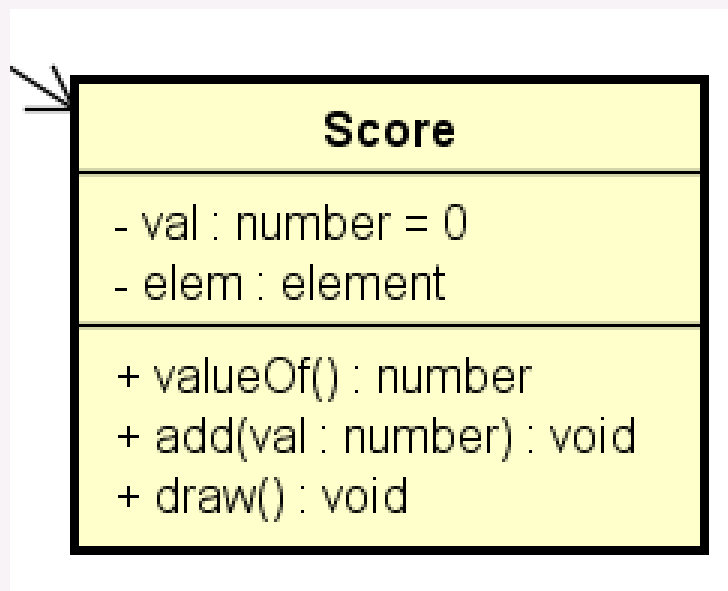 Score
- val : number = 0
- elem : element
+ valueOf() : number
+ add(val : number) : void
+ draw() : void